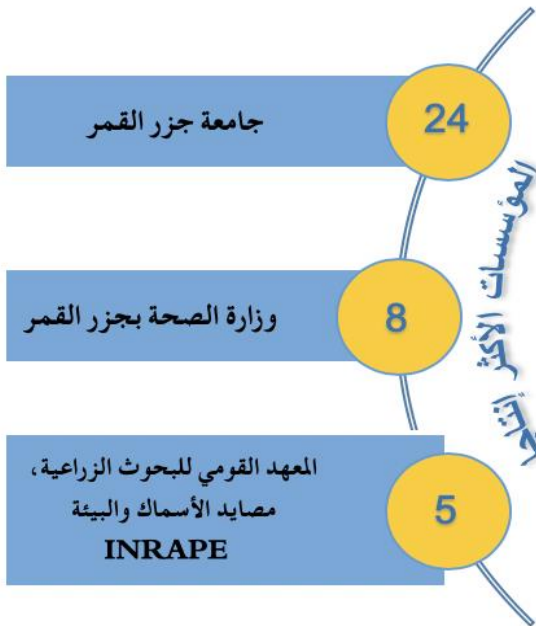 المؤسسات الأكثر إنتاجا
24
جامعة جزر القمر
8
وزارة الصحة بجزر القمر
5
المعهد القومي للبحوث الزراعية،
مصايد الأسماك والبيئة
INRAPE